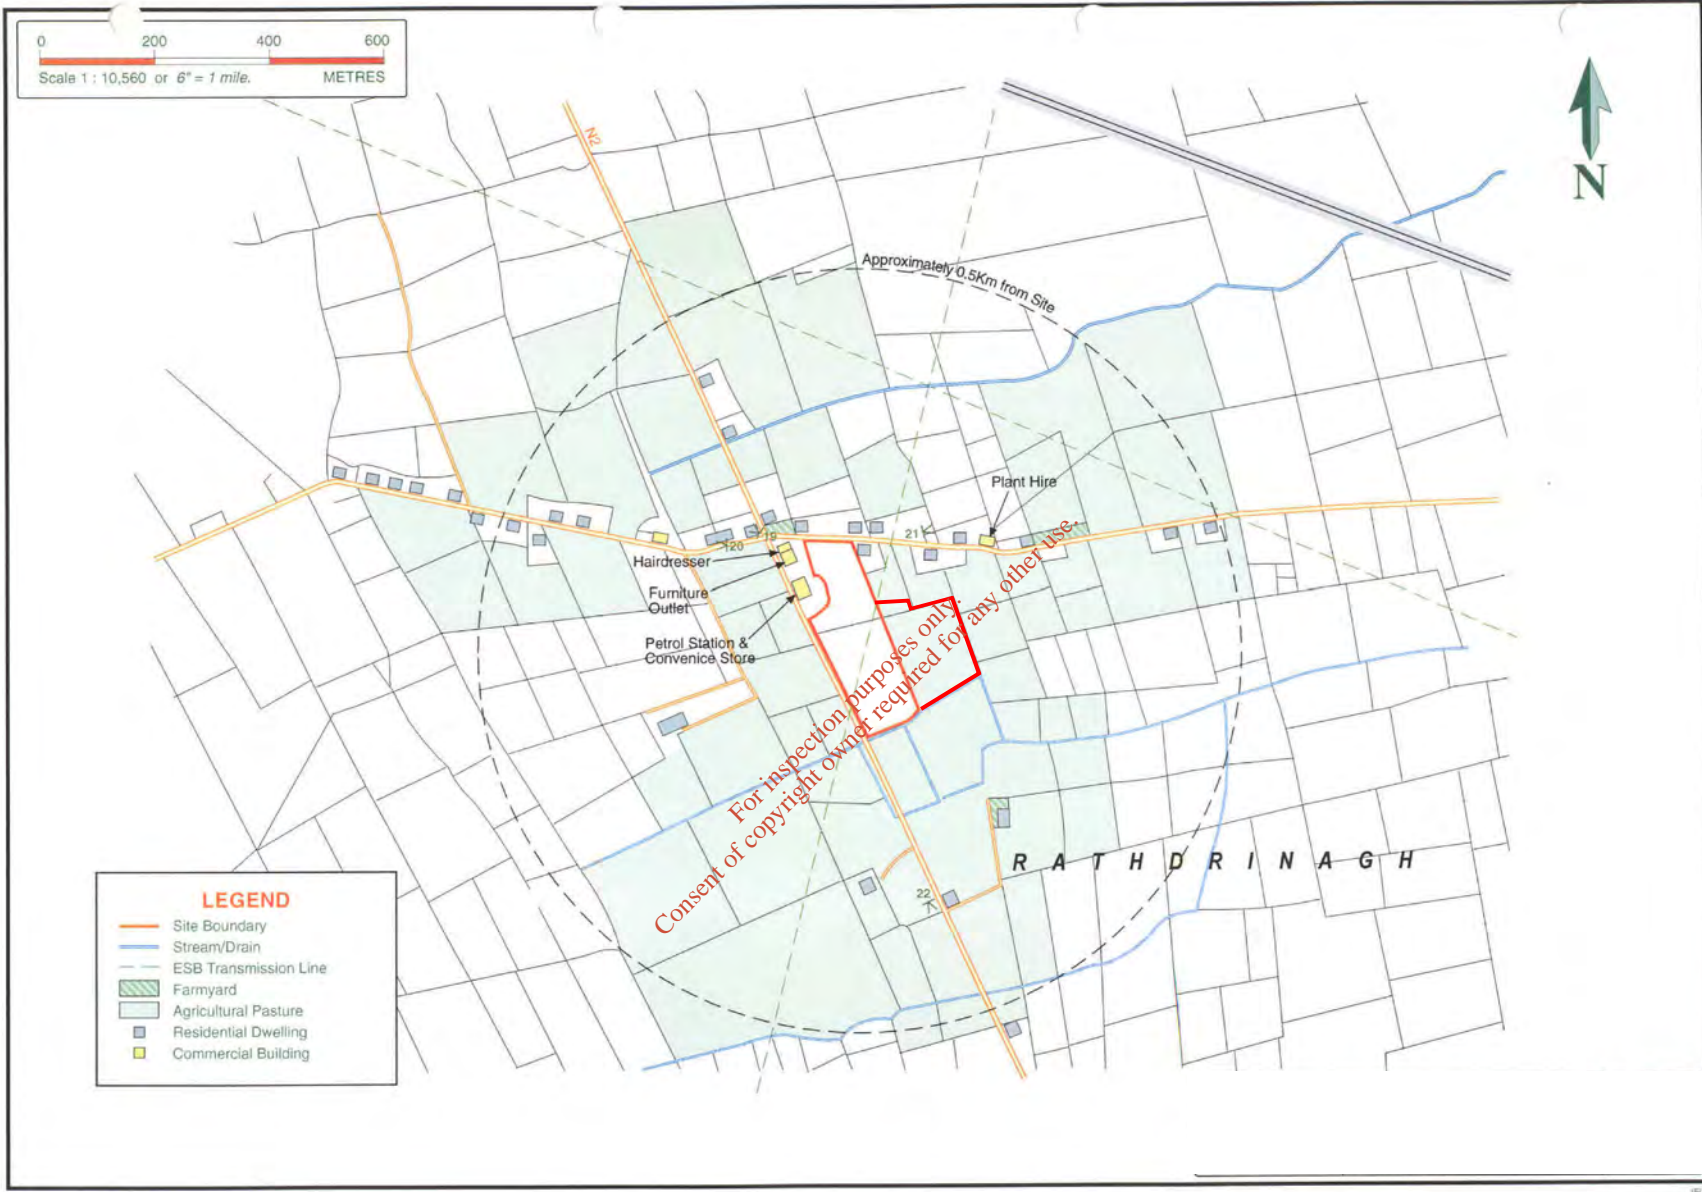 0 200 400 600
Scale 1 : 10,560 or 6" = 1 mile. METRES
N2
N
Approximately 0.5Km from Site
Plant Hire
19
20
21
Hairdresser
Furniture
Outlet
Petrol Station &
Convenice Store
For inspection purposes only.
Consent of copyright owner required for any other use.
RATHDRINAGH
22
LEGEND
Site Boundary
Stream/Drain
ESB Transmission Line
Farmyard
Agricultural Pasture
Residential Dwelling
Commercial Building